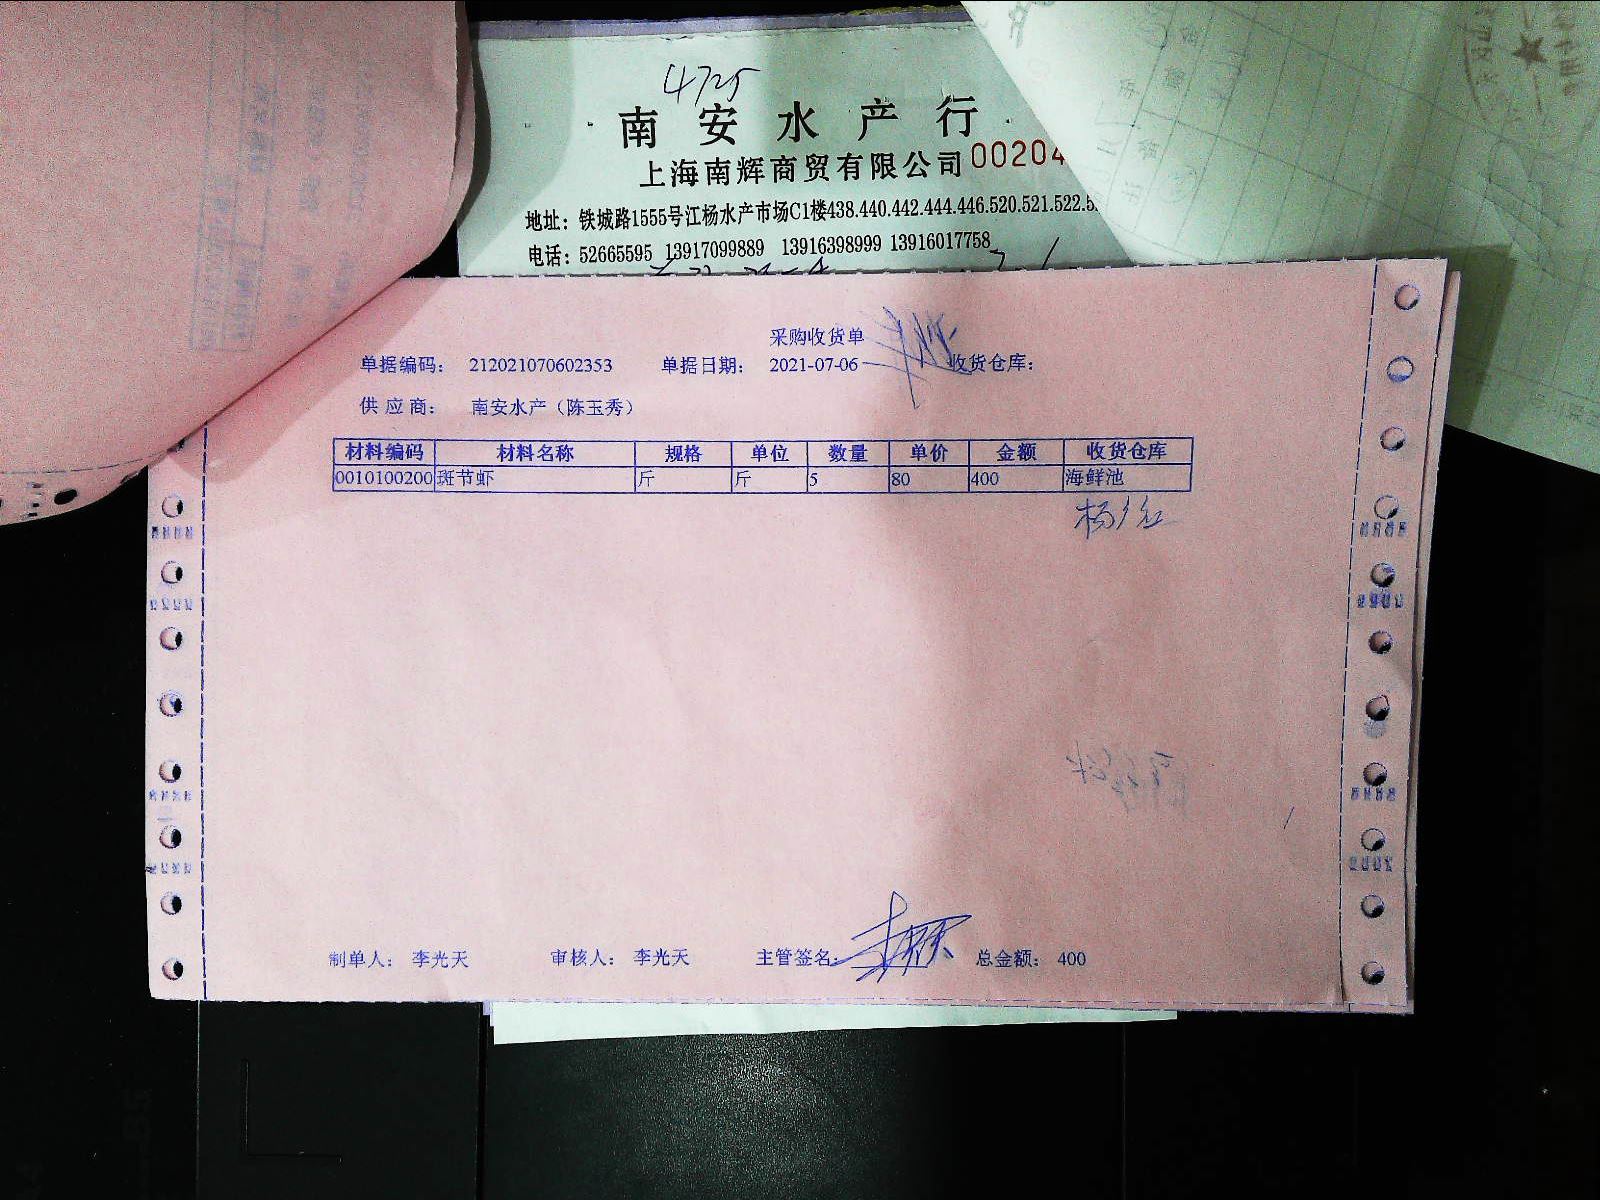 4725
南安水产行
上海南辉商贸有限公司 00204
地址：铁城路1555号江杨水产市场C1楼438.440.442.444.446.520.521.522.5
电话：52665595 13917099889 13916398999 13916017758
采购收货单
单据编码： 212021070602353 单据日期： 2021-07-06 收货仓库：
供应商： 南安水产（陈玉秀）
材料编码 材料名称 规格 单位 数量 单价 金额 收货仓库
0010100200 斑节虾 斤 斤 5 80 400 海鲜池
制单人： 李光天 审核人： 李光天 主管签名： 总金额： 400